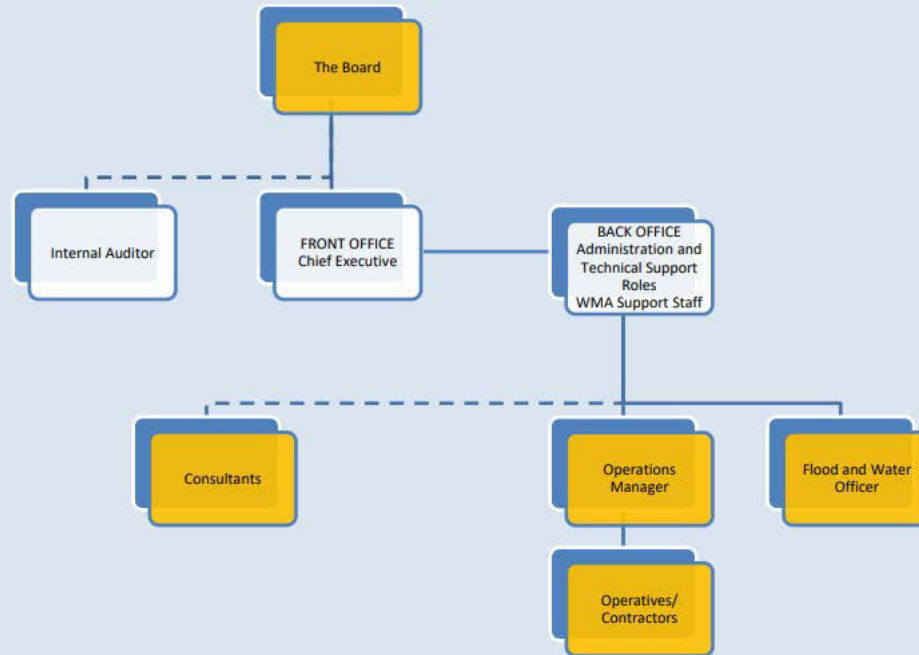 The Board
Internal Auditor
FRONT OFFICE
Chief Executive
BACK OFFICE
Administration and
Technical Support
Roles
WMA Support Staff
Consultants
Operations
Manager
Flood and Water
Officer
Operatives/
Contractors